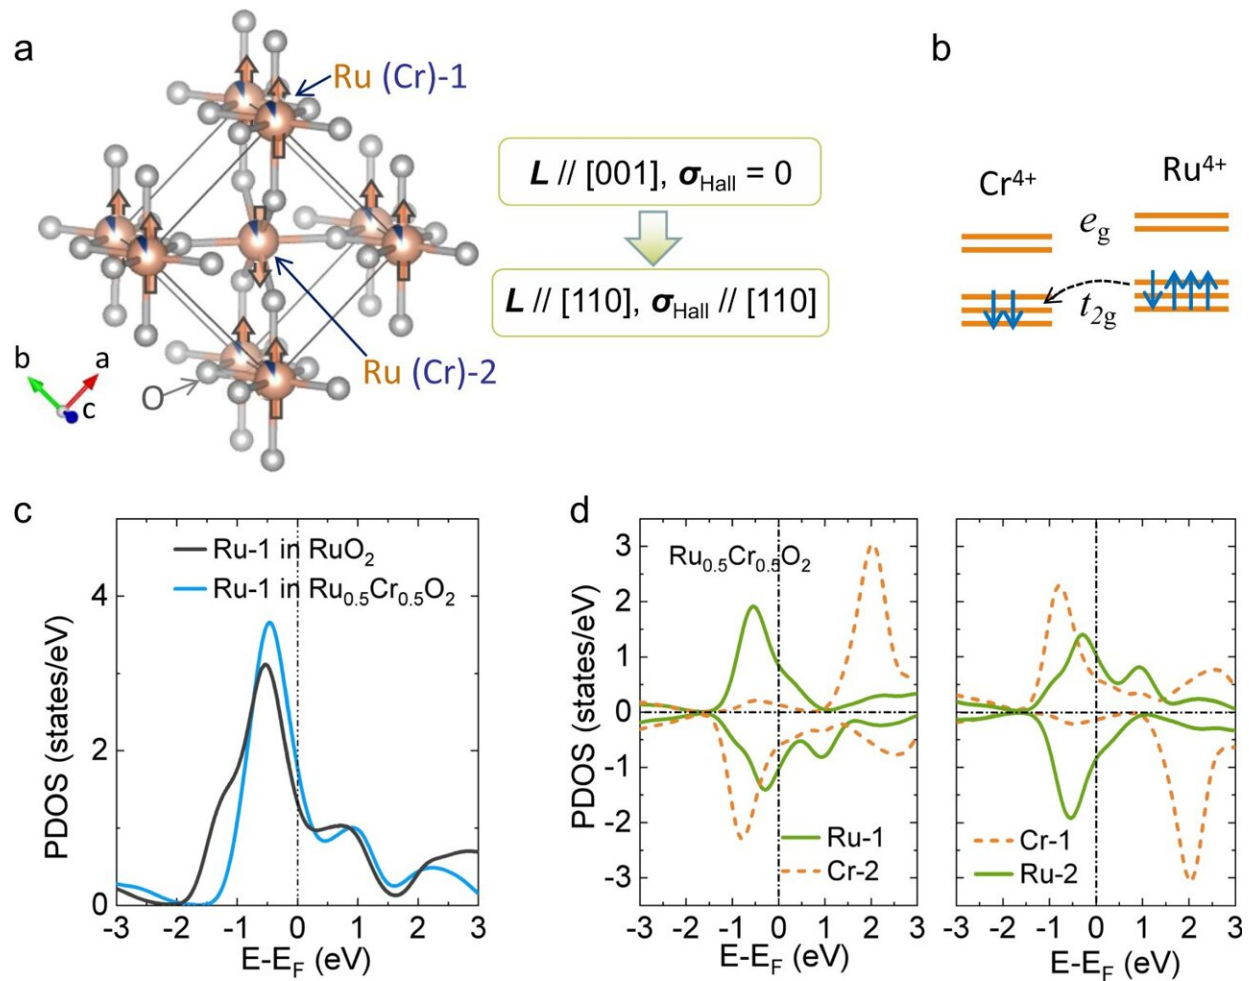 a
Ru (Cr)-1
L // [001], σHall = 0
L // [110], σHall // [110]
Ru (Cr)-2
O
b
a
c
b
Cr⁴⁺
Ru⁴⁺
eg
t2g
c
PDOS (states/eV)
4
2
0
Ru-1 in RuO₂
Ru-1 in Ru₀.₅Cr₀.₅O₂
-3 -2 -1 0 1 2 3
E-EF (eV)
d
PDOS (states/eV)
3
2
1
0
-1
-2
-3
Ru₀.₅Cr₀.₅O₂
Ru-1
Cr-2
-3 -2 -1 0 1 2 3
E-EF (eV)
Cr-1
Ru-2
-3 -2 -1 0 1 2 3
E-EF (eV)